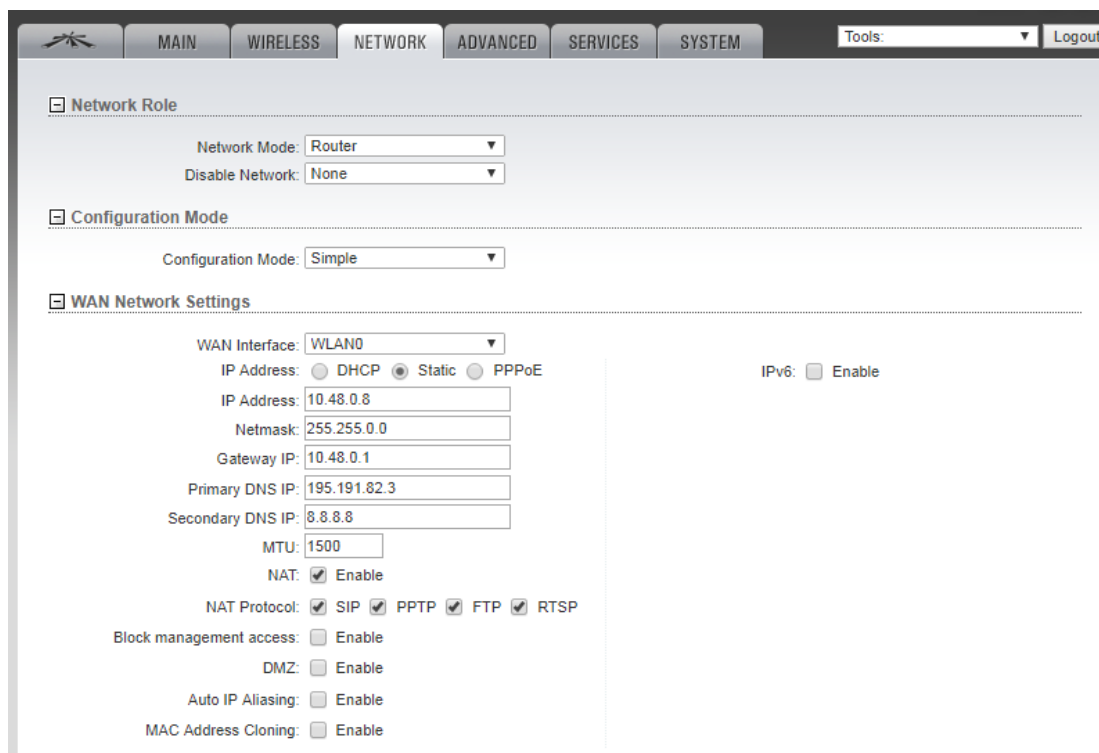 MAIN WIRELESS NETWORK ADVANCED SERVICES SYSTEM Tools: Logout
Network Role
Network Mode: Router
Disable Network: None
Configuration Mode
Configuration Mode: Simple
WAN Network Settings
WAN Interface: WLAN0
IP Address: DHCP Static PPPoE IPv6: Enable
IP Address: 10.48.0.8
Netmask: 255.255.0.0
Gateway IP: 10.48.0.1
Primary DNS IP: 195.191.82.3
Secondary DNS IP: 8.8.8.8
MTU: 1500
NAT: Enable
NAT Protocol: SIP PPTP FTP RTSP
Block management access: Enable
DMZ: Enable
Auto IP Aliasing: Enable
MAC Address Cloning: Enable